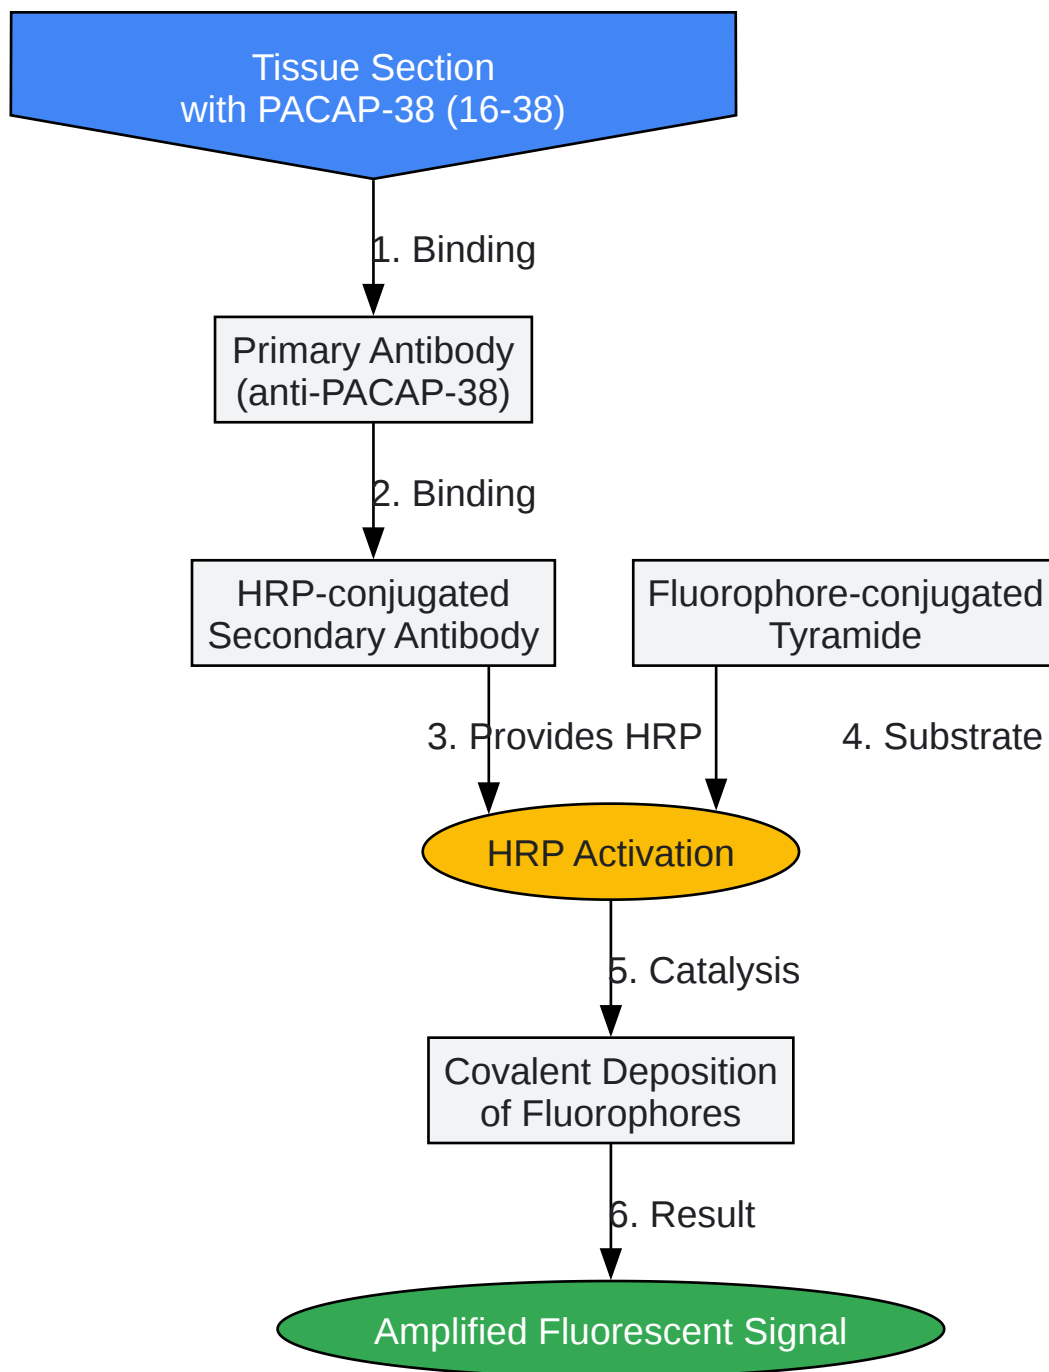 Tissue Section
with PACAP-38 (16-38)
1. Binding
Primary Antibody
(anti-PACAP-38)
2. Binding
HRP-conjugated
Secondary Antibody
Fluorophore-conjugated
Tyramide
3. Provides HRP
4. Substrate
HRP Activation
5. Catalysis
Covalent Deposition
of Fluorophores
6. Result
Amplified Fluorescent Signal